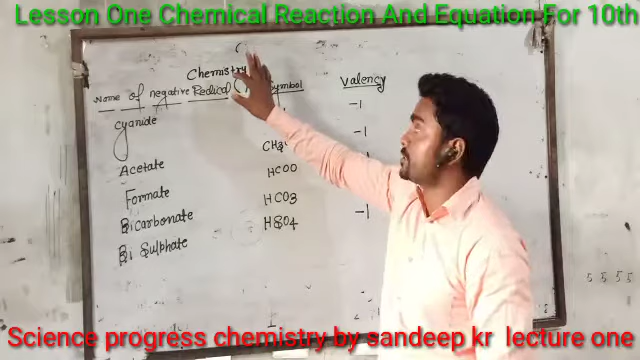 Lesson One Chemical Reaction And Equation For 10th
Chemistry
Name of negative Redical Symbol Valency
Cyanide -1
Acetate -1
Formate HCOO
Bicarbonate HCO3
Bi Sulphate HSO4 -1
5 5 5 5
Science progress chemistry by sandeep kr lecture one